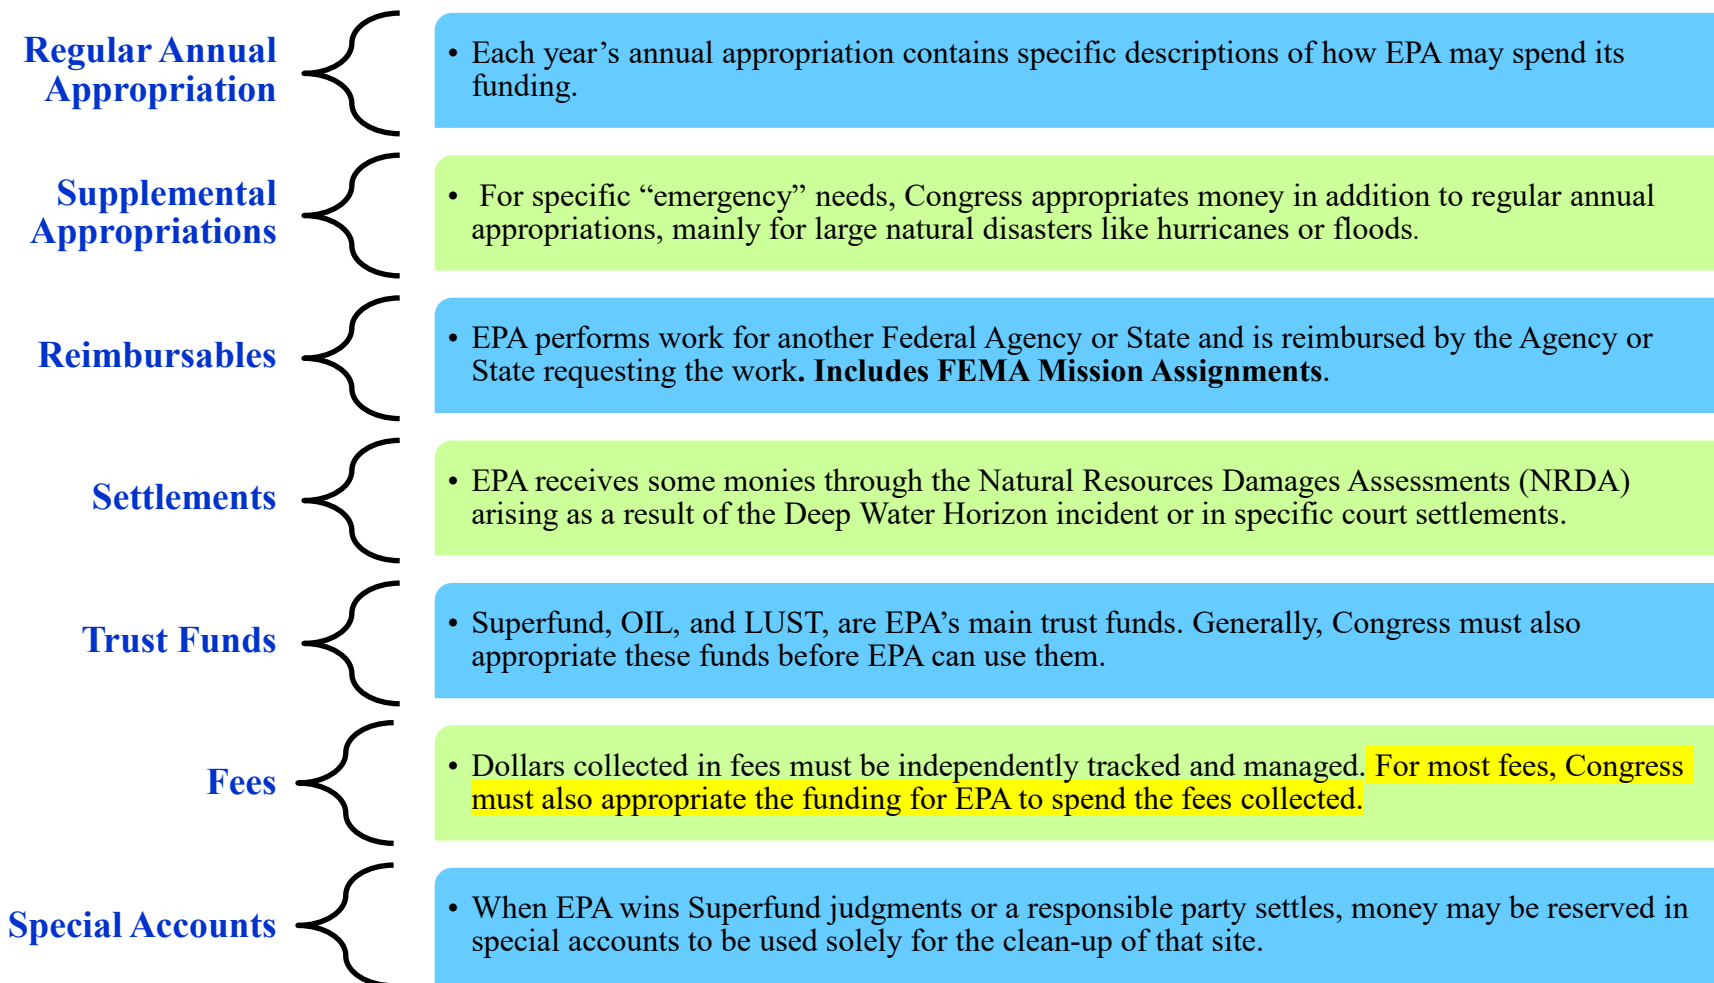 Regular Annual
Appropriation
• Each year’s annual appropriation contains specific descriptions of how EPA may spend its
funding.
Supplemental
Appropriations
• For specific “emergency” needs, Congress appropriates money in addition to regular annual
appropriations, mainly for large natural disasters like hurricanes or floods.
Reimbursables
• EPA performs work for another Federal Agency or State and is reimbursed by the Agency or
State requesting the work. Includes FEMA Mission Assignments.
Settlements
• EPA receives some monies through the Natural Resources Damages Assessments (NRDA)
arising as a result of the Deep Water Horizon incident or in specific court settlements.
Trust Funds
• Superfund, OIL, and LUST, are EPA’s main trust funds. Generally, Congress must also
appropriate these funds before EPA can use them.
Fees
• Dollars collected in fees must be independently tracked and managed. For most fees, Congress
must also appropriate the funding for EPA to spend the fees collected.
Special Accounts
• When EPA wins Superfund judgments or a responsible party settles, money may be reserved in
special accounts to be used solely for the clean-up of that site.